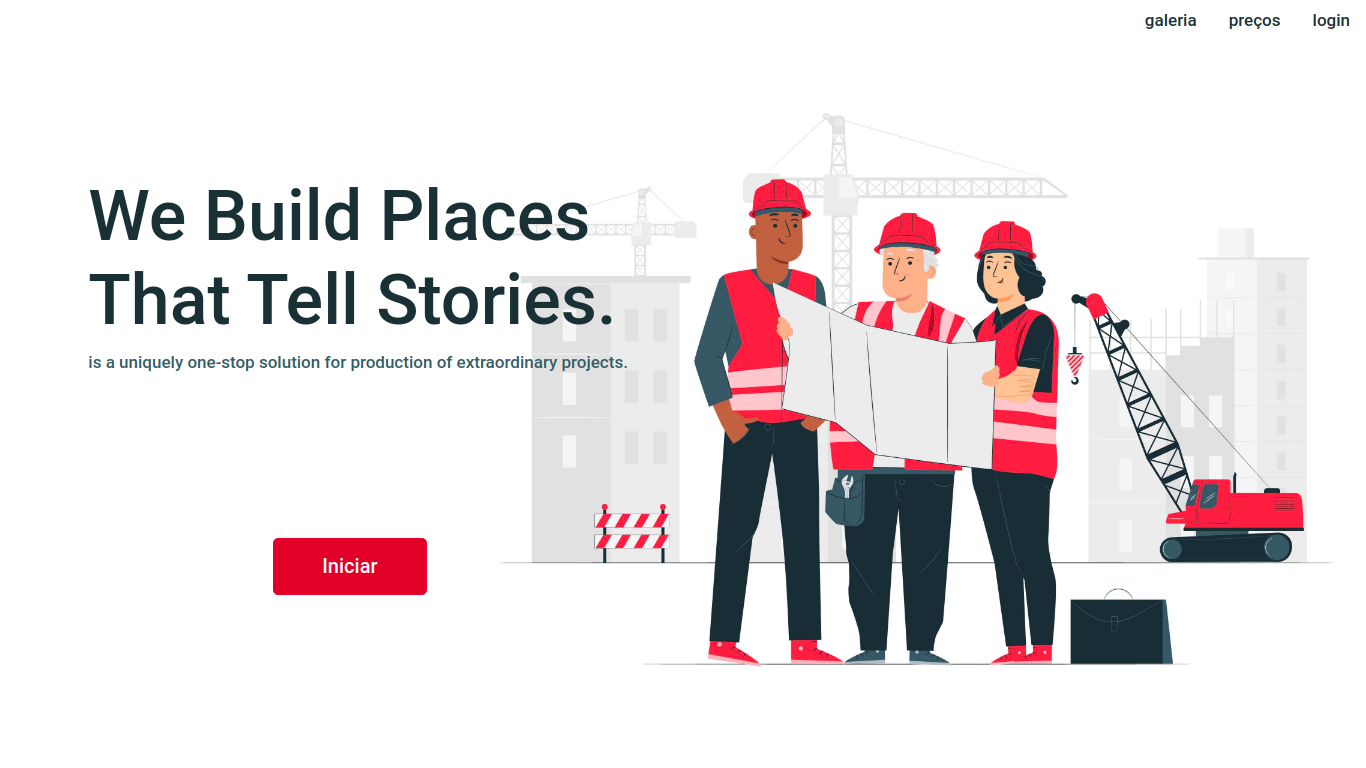 galeria preços login
We Build Places
That Tell Stories.
is a uniquely one-stop solution for production of extraordinary projects.
Iniciar